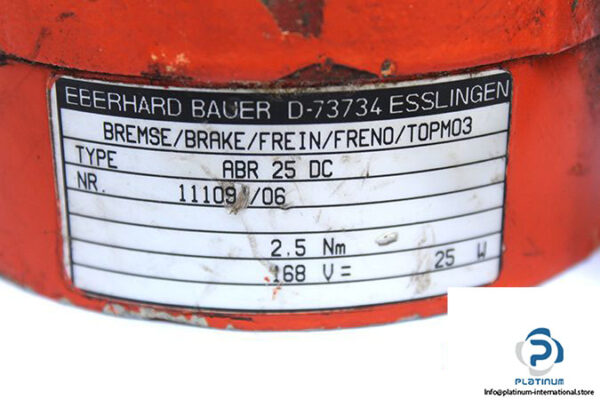 EBERHARD BAUER D-73734 ESSLINGEN
BREMSE/BRAKE/FREIN/FRENO/TOPMO3
TYPE ABR 25 DC
NR. 11109 /06
2.5 Nm
168 V= 25 W
PLATINUM
Info@platinum-international.store